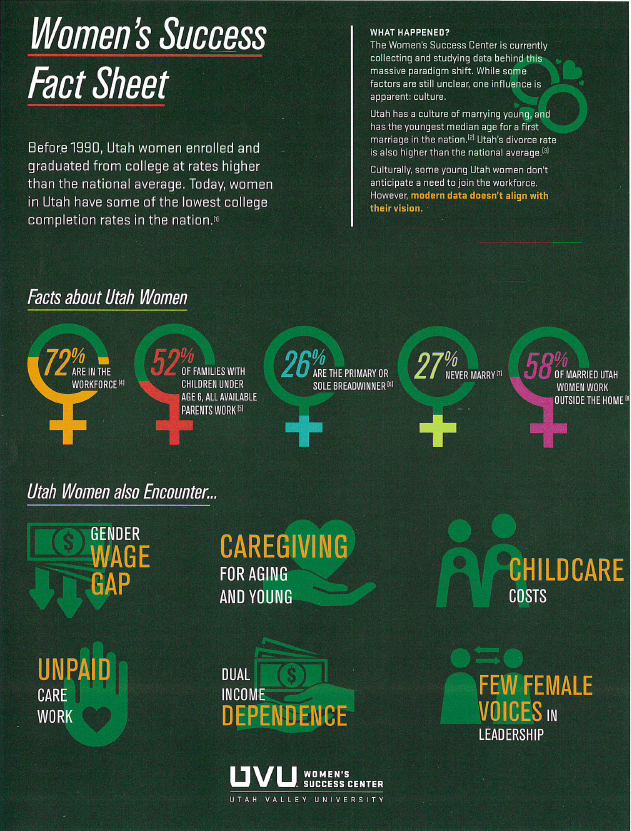 Women's Success
Fact Sheet
Before 1990, Utah women enrolled and
graduated from college at rates higher
than the national average. Today, women
in Utah have some of the lowest college
completion rates in the nation.[1]
WHAT HAPPENED?
The Women's Success Center is currently
collecting and studying data behind this
massive paradigm shift. While some
factors are still unclear, one influence is
apparent: culture.
Utah has a culture of marrying young, and
has the youngest median age for a first
marriage in the nation.[2] Utah's divorce rate
is also higher than the national average.[3]
Culturally, some young Utah women don't
anticipate a need to join the workforce.
However, modern data doesn't align with
their vision.
Facts about Utah Women
72%
ARE IN THE
WORKFORCE [4]
52%
OF FAMILIES WITH
CHILDREN UNDER
AGE 6, ALL AVAILABLE
PARENTS WORK [5]
26%
ARE THE PRIMARY OR
SOLE BREADWINNER [6]
27%
NEVER MARRY [7]
58%
OF MARRIED UTAH
WOMEN WORK
OUTSIDE THE HOME [8]
Utah Women also Encounter...
GENDER
WAGE
GAP
CAREGIVING
FOR AGING
AND YOUNG
CHILDCARE
COSTS
UNPAID
CARE
WORK
DUAL
INCOME
DEPENDENCE
FEW FEMALE
VOICES IN
LEADERSHIP
UVU WOMEN'S
SUCCESS CENTER
UTAH VALLEY UNIVERSITY